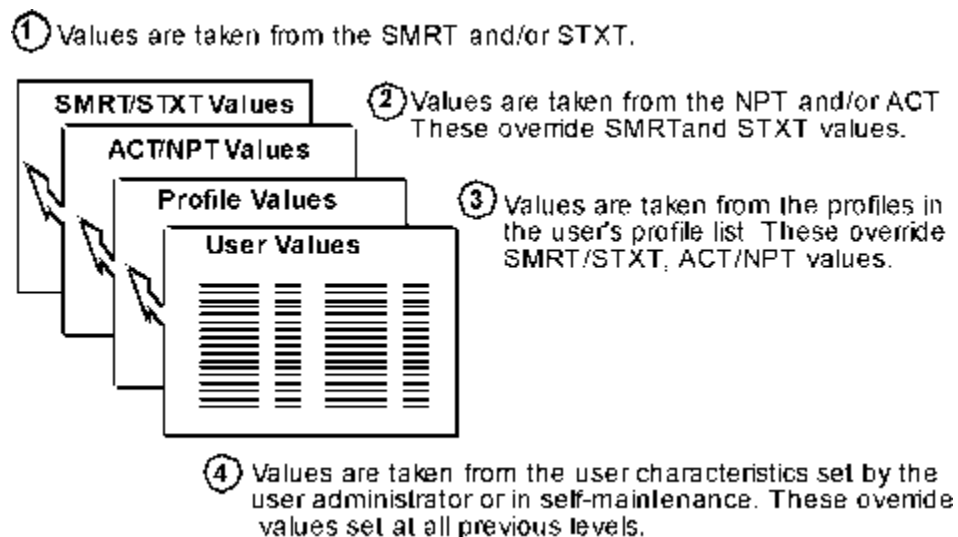 1 Values are taken from the SMRT and/or STXT.
SMRT/STXT Values
2 Values are taken from the NPT and/or ACT
These override SMRTand STXT values.
ACT/NPT Values
Profile Values
3 Values are taken from the profiles in
the user's profile list These override
SMRT/STXT, ACT/NPT values.
User Values
4 Values are taken from the user characteristics set by the
user administrator or in self-maintenance. These override
values set at all previous levels.